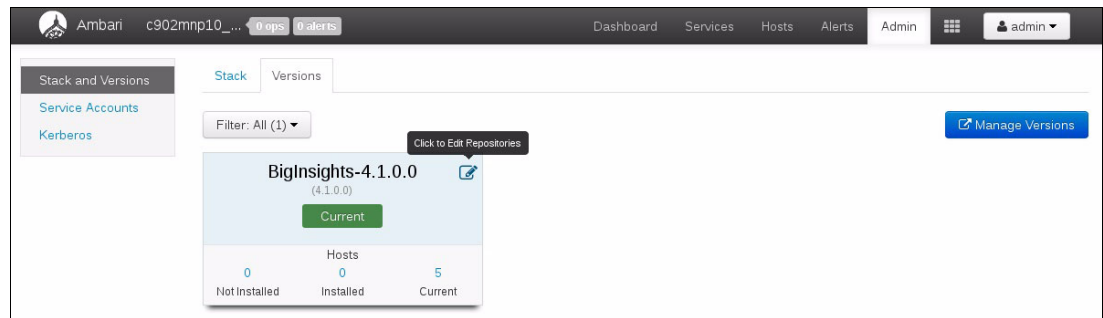 Ambari c902mnp10_... 0 ops 0 alerts Dashboard Services Hosts Alerts Admin admin
Stack and Versions
Service Accounts
Kerberos
Stack Versions
Filter: All (1)
Manage Versions
Click to Edit Repositories
BigInsights-4.1.0.0
(4.1.0.0)
Current
Hosts
0 0 5
Not Installed Installed Current